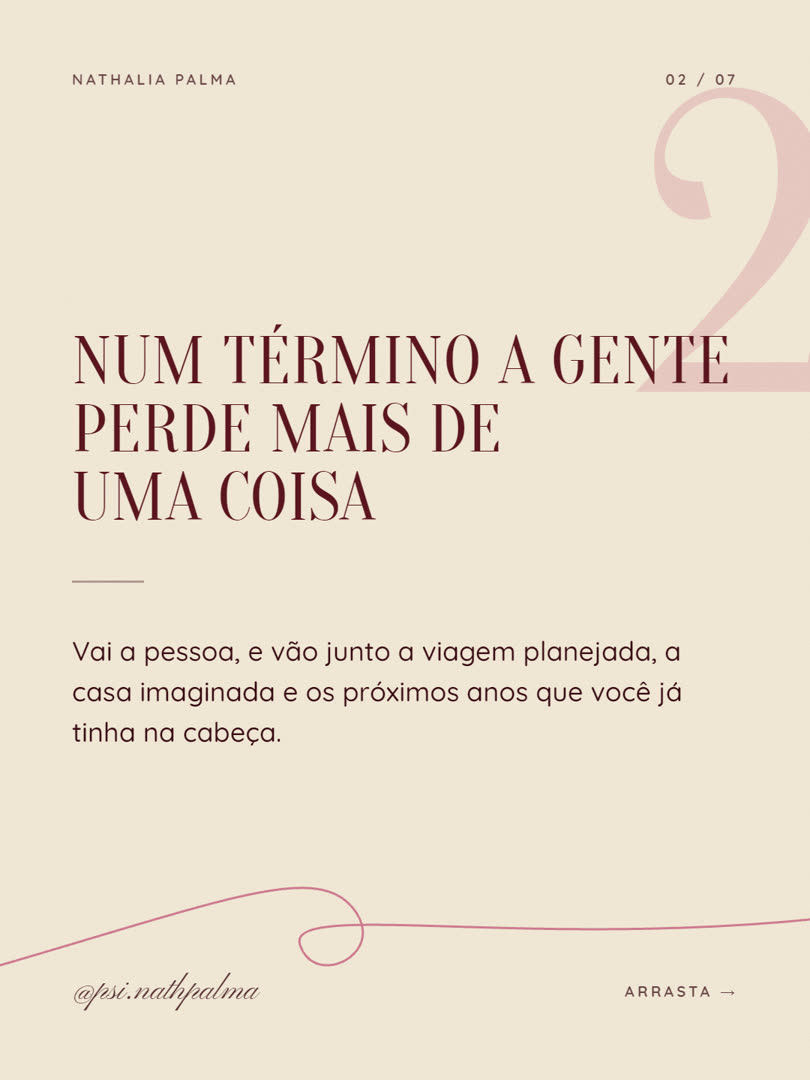 NATHALIA PALMA
02 / 07
2
NUM TÉRMINO A GENTE
PERDE MAIS DE
UMA COISA
Vai a pessoa, e vão junto a viagem planejada, a
casa imaginada e os próximos anos que você já
tinha na cabeça.
@psi.nathpalma
ARRASTA →